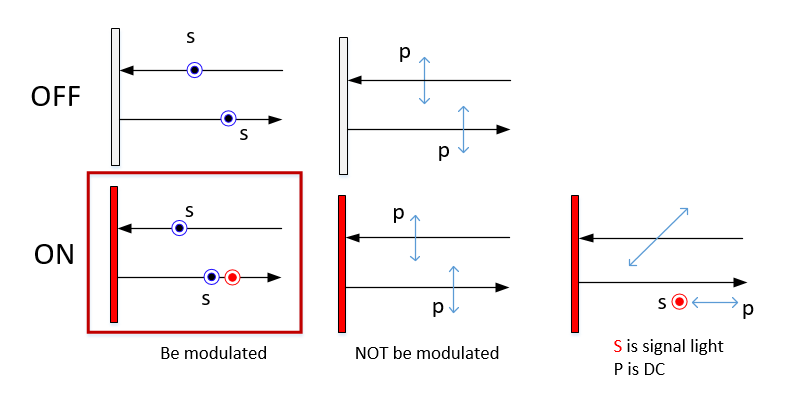 s
p
OFF
s
p
s
p
ON
s
p
s
p
Be modulated
NOT be modulated
S is signal light
P is DC